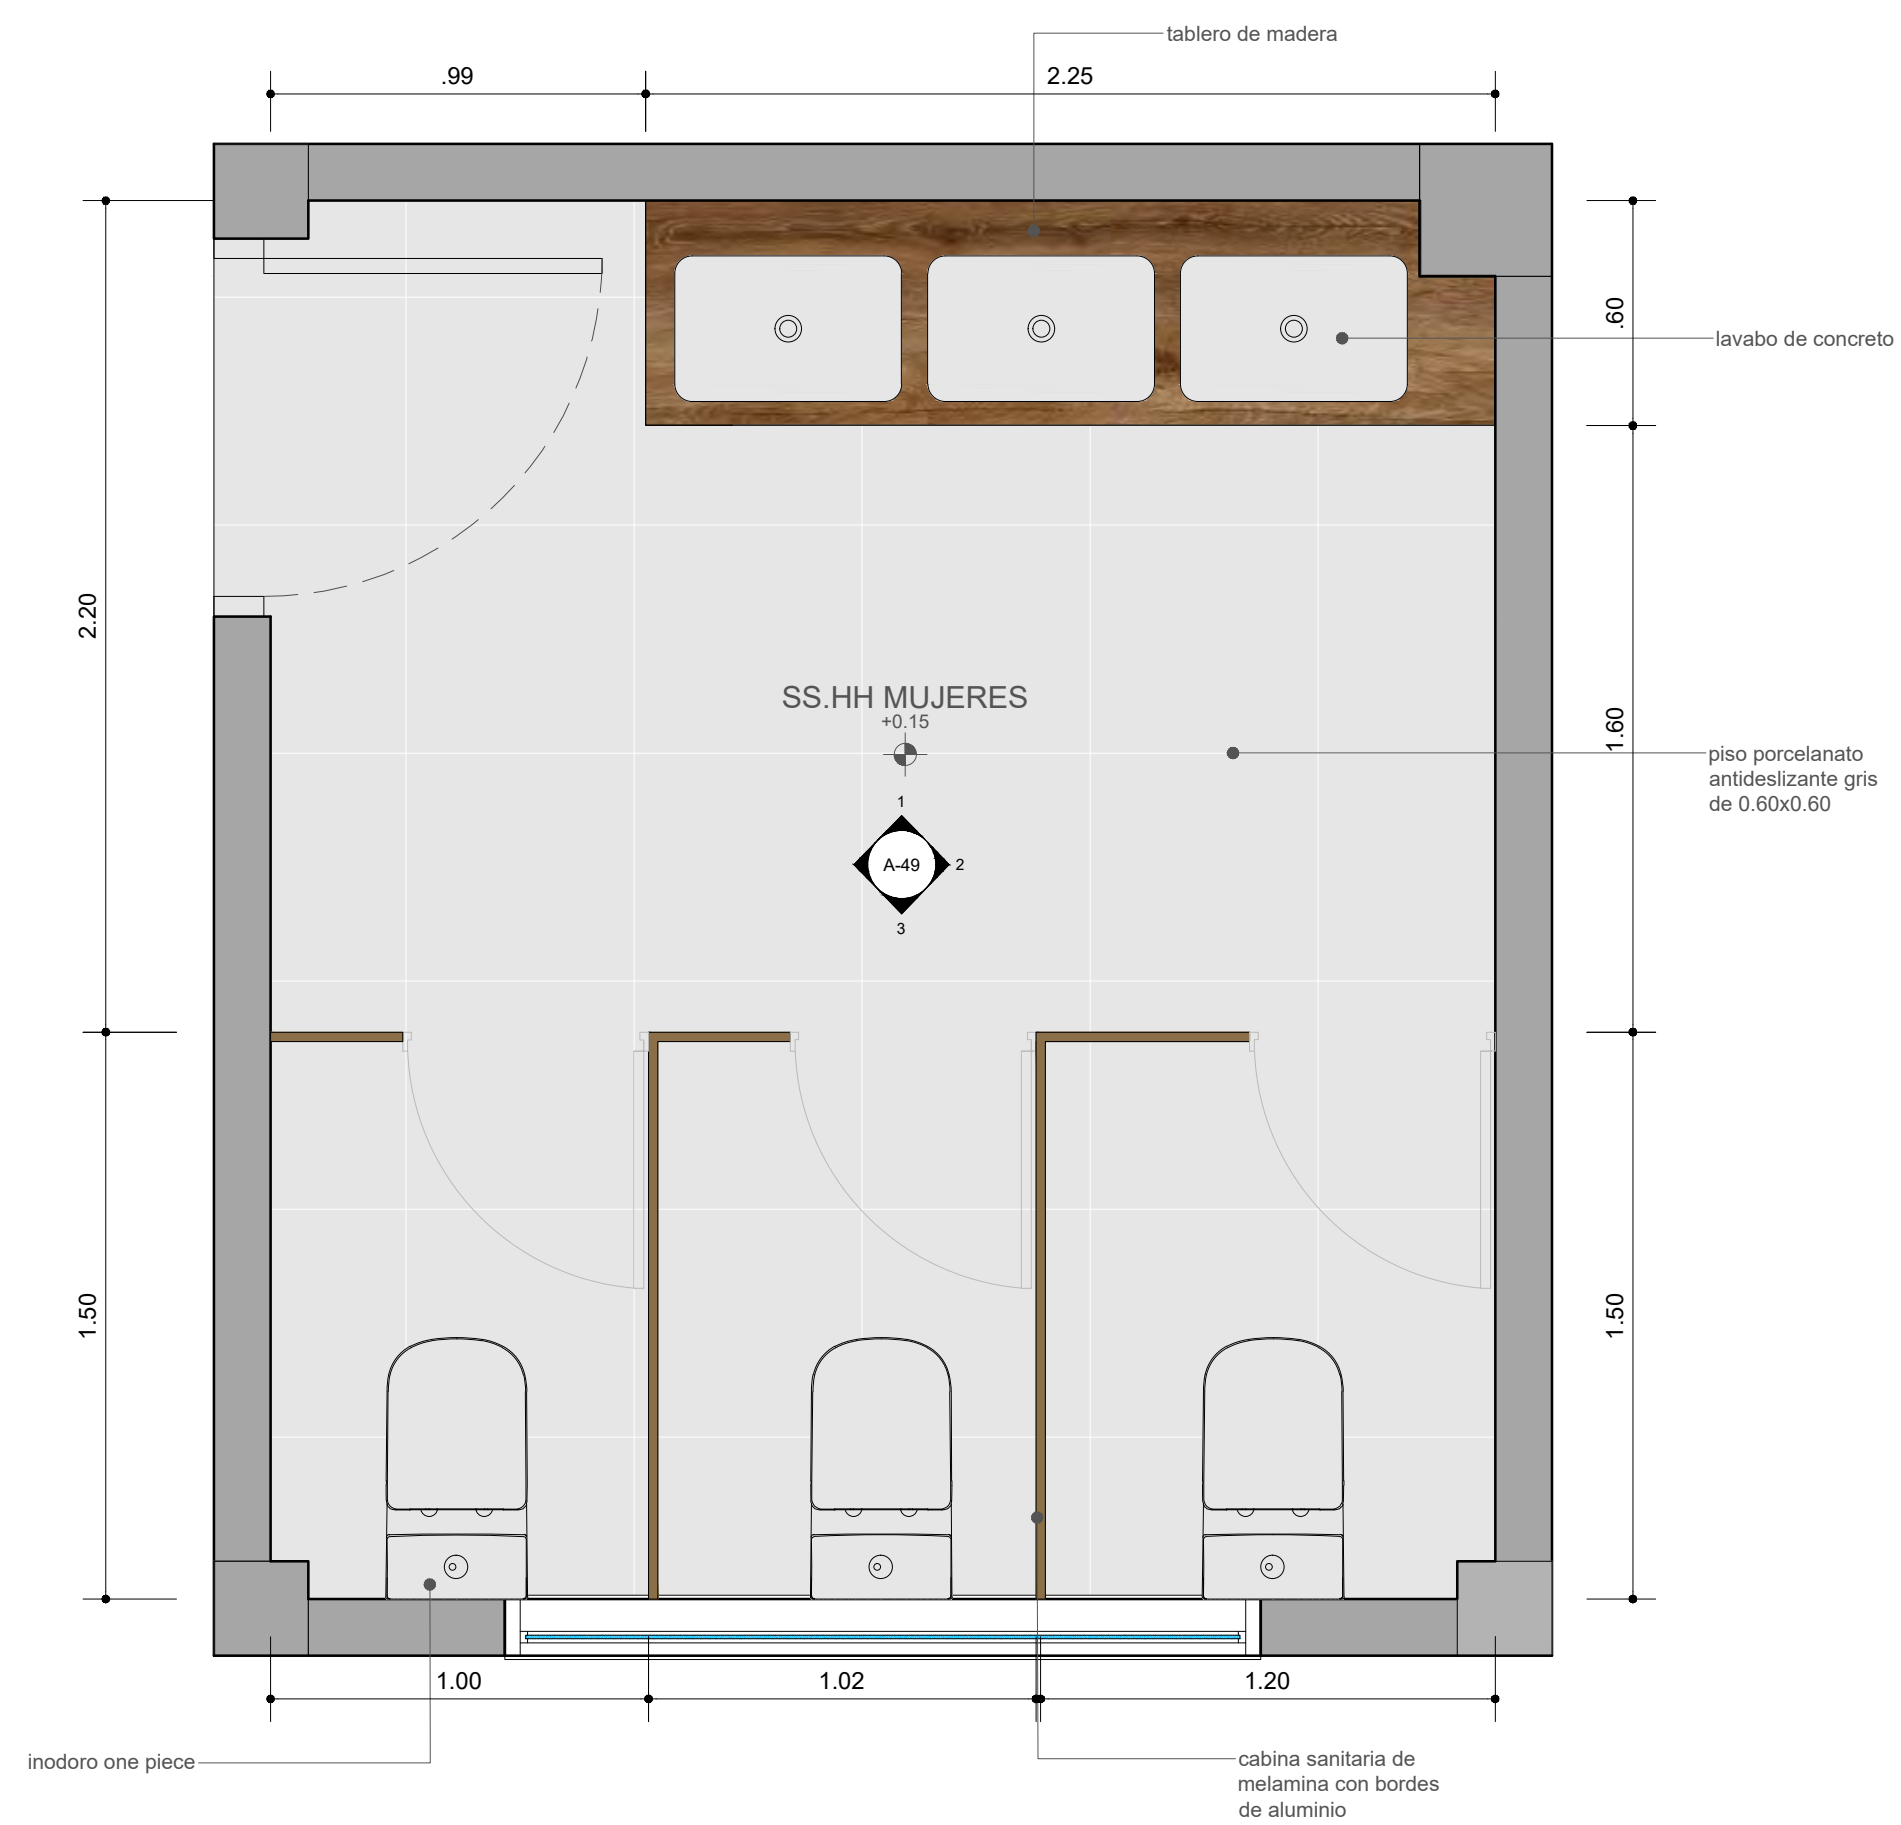 tablero de madera
.99
2.25
.60
lavabo de concreto
2.20
SS.HH MUJERES
+0.15
1.60
piso porcelanato
antideslizante gris
de 0.60x0.60
1
A-49
2
3
1.50
1.50
1.00
1.02
1.20
inodoro one piece
cabina sanitaria de
melamina con bordes
de aluminio